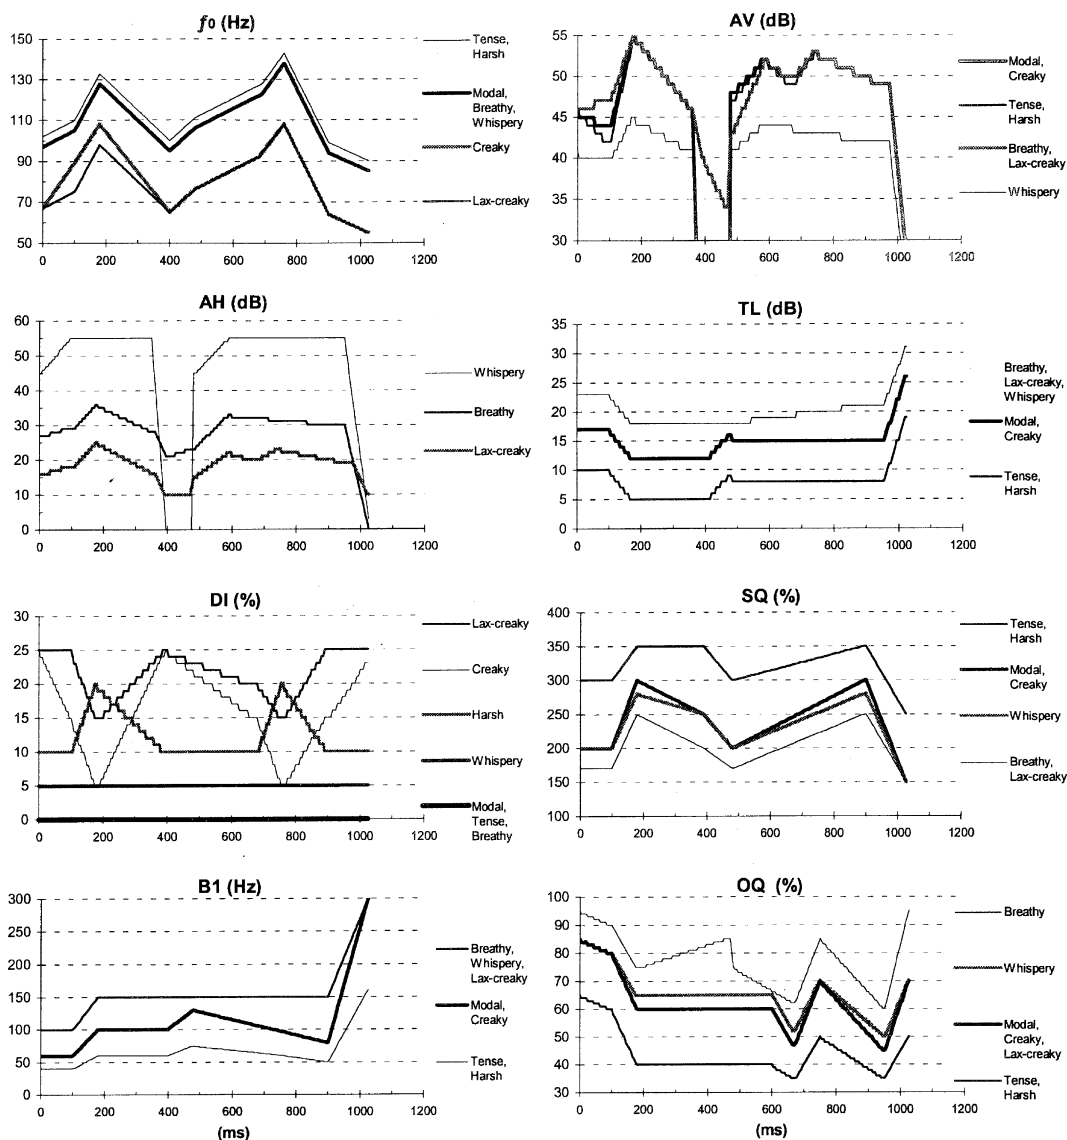 f0 (Hz)
150
130
110
90
70
50
0 200 400 600 800 1000 1200
Tense,
Harsh
Modal,
Breathy,
Whispery
Creaky
Lax-creaky
AV (dB)
55
50
45
40
35
30
0 200 400 600 800 1000 1200
Modal,
Creaky
Tense,
Harsh
Breathy,
Lax-creaky
Whispery
AH (dB)
60
50
40
30
20
10
0
0 200 400 600 800 1000 1200
Whispery
Breathy
Lax-creaky
TL (dB)
35
30
25
20
15
10
5
0
0 200 400 600 800 1000 1200
Breathy,
Lax-creaky,
Whispery
Modal,
Creaky
Tense,
Harsh
DI (%)
30
25
20
15
10
5
0
0 200 400 600 800 1000 1200
Lax-creaky
Creaky
Harsh
Whispery
Modal,
Tense,
Breathy
SQ (%)
400
350
300
250
200
150
100
0 200 400 600 800 1000 1200
Tense,
Harsh
Modal,
Creaky
Whispery
Breathy,
Lax-creaky
B1 (Hz)
300
250
200
150
100
50
0
0 200 400 600 800 1000 1200
(ms)
Breathy,
Whispery,
Lax-creaky
Modal,
Creaky
Tense,
Harsh
OQ (%)
100
90
80
70
60
50
40
30
0 200 400 600 800 1000 1200
(ms)
Breathy
Whispery
Modal,
Creaky,
Lax-creaky
Tense,
Harsh